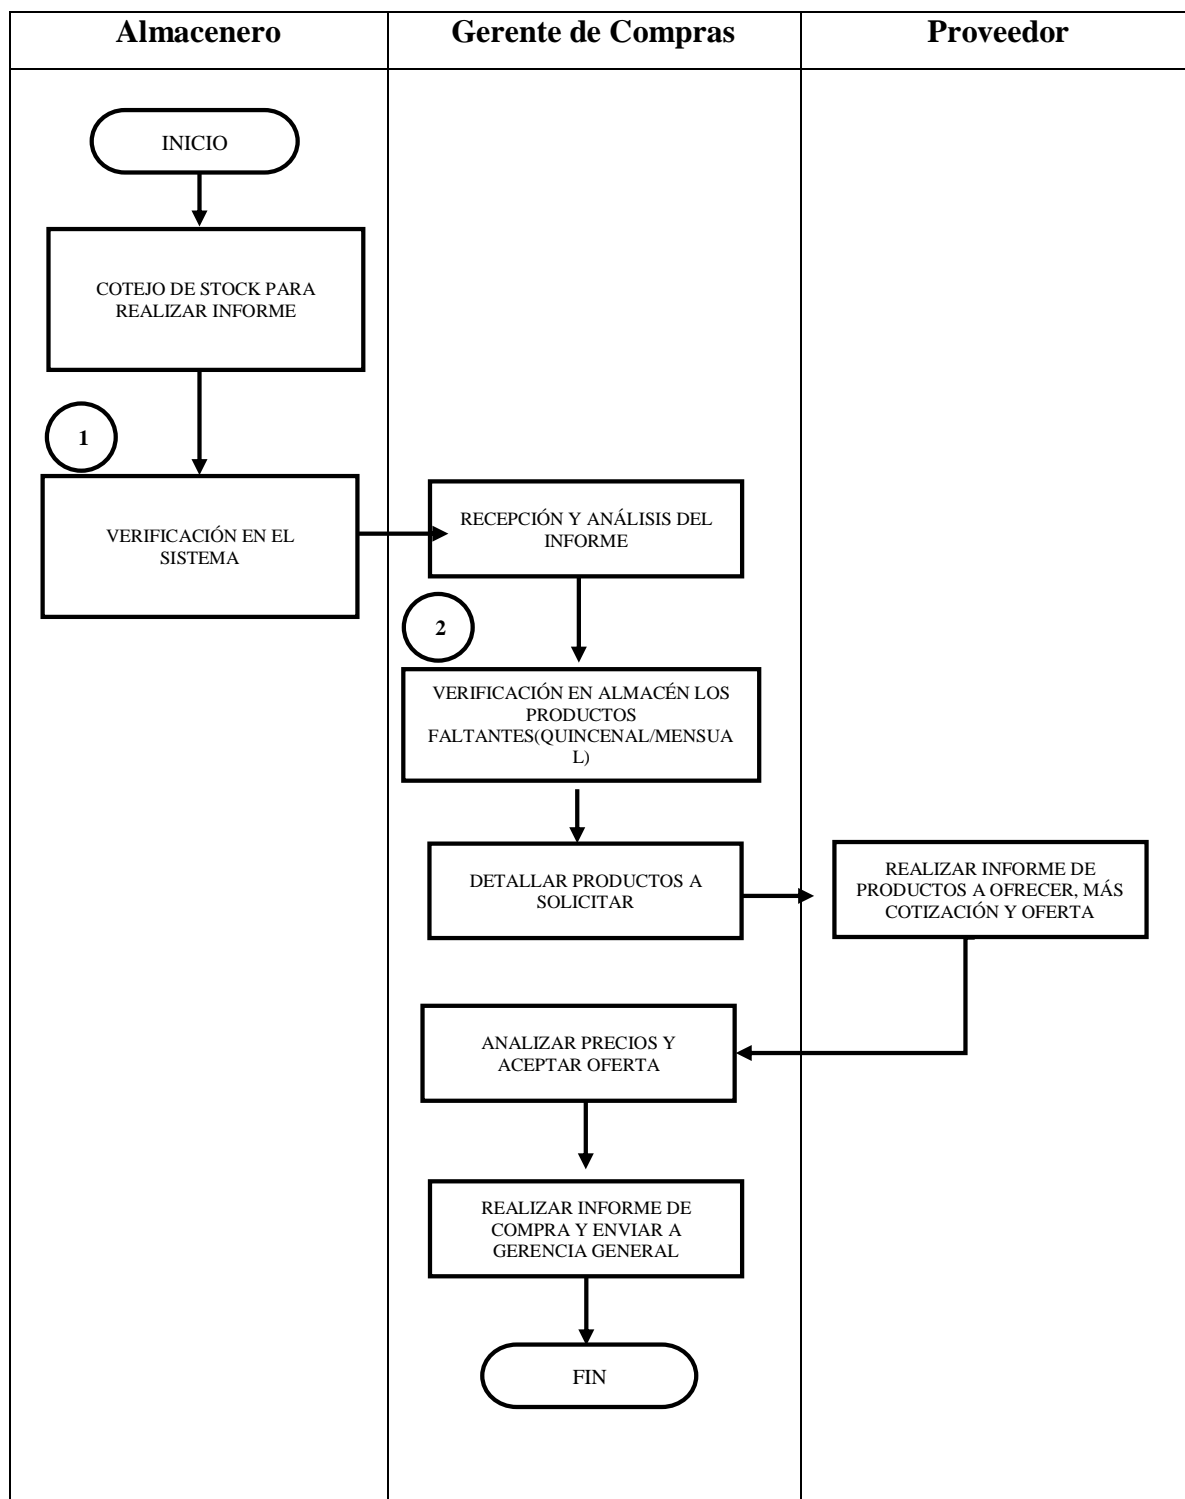 Almacenero
Gerente de Compras
Proveedor
INICIO
COTEJO DE STOCK PARA
REALIZAR INFORME
1
VERIFICACIÓN EN EL
SISTEMA
RECEPCIÓN Y ANÁLISIS DEL
INFORME
2
VERIFICACIÓN EN ALMACÉN LOS
PRODUCTOS
FALTANTES(QUINCENAL/MENSUA
L)
DETALLAR PRODUCTOS A
SOLICITAR
REALIZAR INFORME DE
PRODUCTOS A OFRECER, MÁS
COTIZACIÓN Y OFERTA
ANALIZAR PRECIOS Y
ACEPTAR OFERTA
REALIZAR INFORME DE
COMPRA Y ENVIAR A
GERENCIA GENERAL
FIN